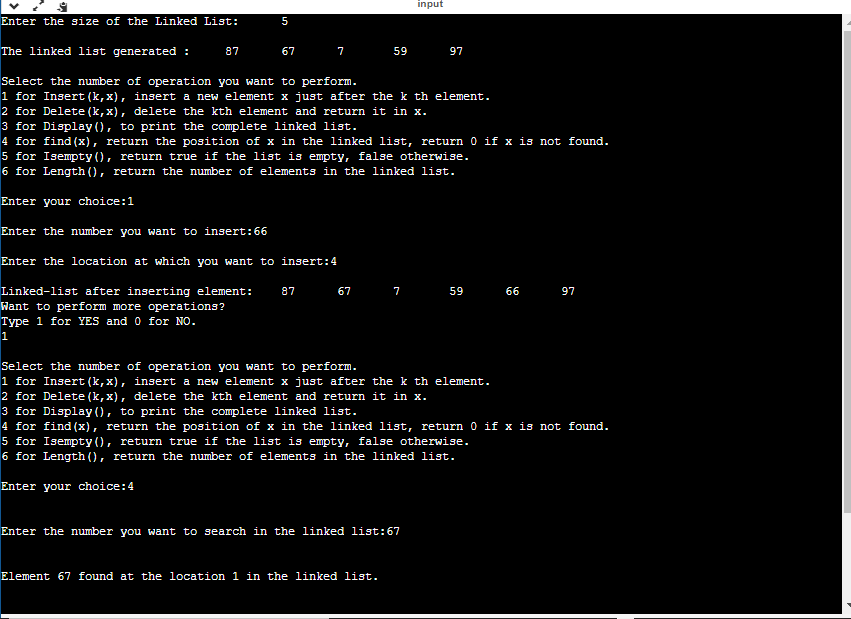 input
Enter the size of the Linked List: 5
The linked list generated : 87 67 7 59 97
Select the number of operation you want to perform.
1 for Insert(k,x), insert a new element x just after the k th element.
2 for Delete(k,x), delete the kth element and return it in x.
3 for Display(), to print the complete linked list.
4 for find(x), return the position of x in the linked list, return 0 if x is not found.
5 for Isempty(), return true if the list is empty, false otherwise.
6 for Length(), return the number of elements in the linked list.
Enter your choice:1
Enter the number you want to insert:66
Enter the location at which you want to insert:4
Linked-list after inserting element: 87 67 7 59 66 97
Want to perform more operations?
Type 1 for YES and 0 for NO.
1
Select the number of operation you want to perform.
1 for Insert(k,x), insert a new element x just after the k th element.
2 for Delete(k,x), delete the kth element and return it in x.
3 for Display(), to print the complete linked list.
4 for find(x), return the position of x in the linked list, return 0 if x is not found.
5 for Isempty(), return true if the list is empty, false otherwise.
6 for Length(), return the number of elements in the linked list.
Enter your choice:4
Enter the number you want to search in the linked list:67
Element 67 found at the location 1 in the linked list.